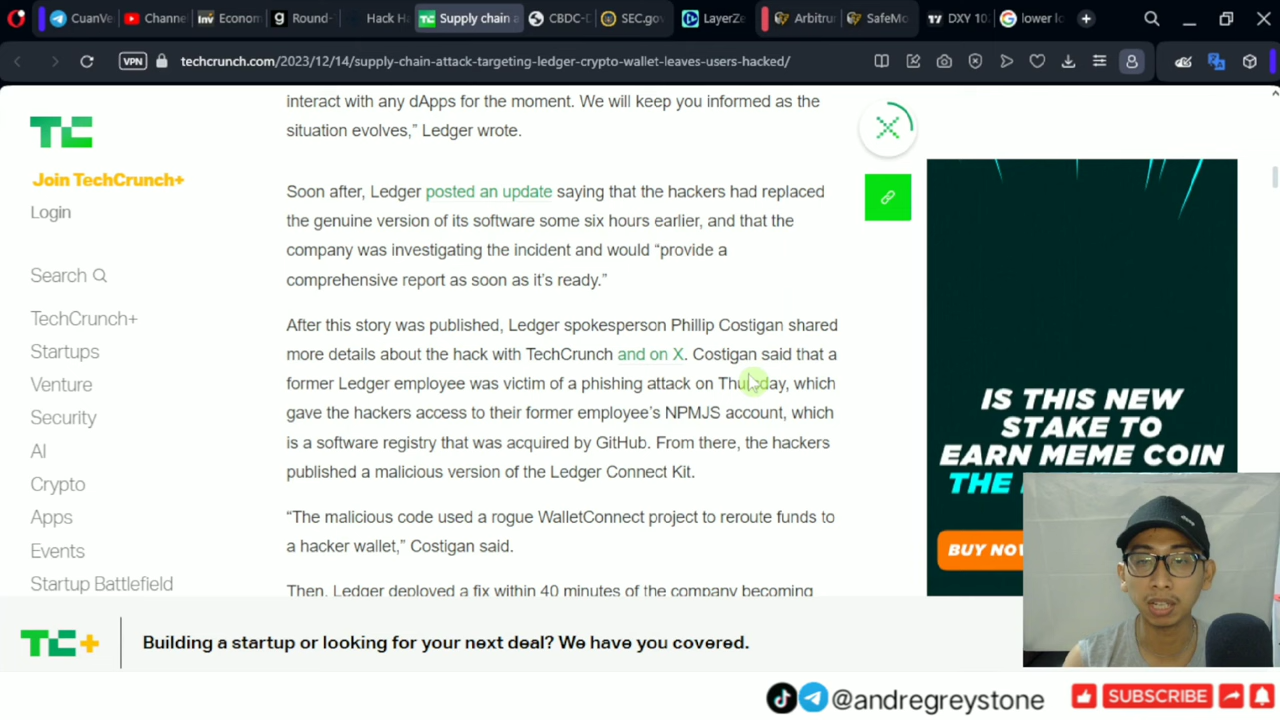 CuanVe
Channe
Econom
Round-
Hack Ha
Supply chain a
CBDC-D
SEC.gov
LayerZe
Arbitru
SafeMo
DXY 10
lower lo
VPN
techcrunch.com/2023/12/14/supply-chain-attack-targeting-ledger-crypto-wallet-leaves-users-hacked/
TC
Join TechCrunch+
Login
Search
TechCrunch+
Startups
Venture
Security
AI
Crypto
Apps
Events
Startup Battlefield
interact with any dApps for the moment. We will keep you informed as the
situation evolves,” Ledger wrote.
Soon after, Ledger posted an update saying that the hackers had replaced
the genuine version of its software some six hours earlier, and that the
company was investigating the incident and would “provide a
comprehensive report as soon as it’s ready.”
After this story was published, Ledger spokesperson Phillip Costigan shared
more details about the hack with TechCrunch and on X. Costigan said that a
former Ledger employee was victim of a phishing attack on Thursday, which
gave the hackers access to their former employee’s NPMJS account, which
is a software registry that was acquired by GitHub. From there, the hackers
published a malicious version of the Ledger Connect Kit.
“The malicious code used a rogue WalletConnect project to reroute funds to
a hacker wallet,” Costigan said.
Then, Ledger deployed a fix within 40 minutes of the company becoming
IS THIS NEW
STAKE TO
EARN MEME COIN
THE
BUY NOW
TC+
Building a startup or looking for your next deal? We have you covered.
@andregreystone
SUBSCRIBE